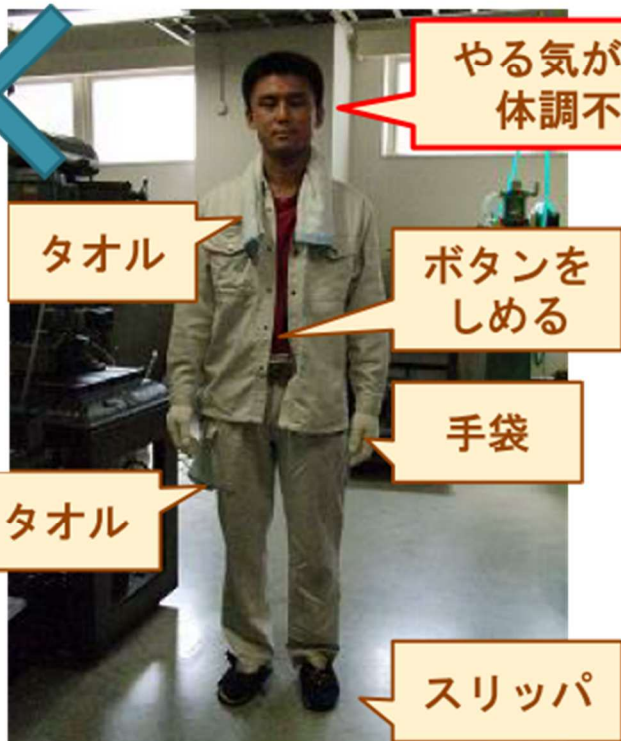 やる気が
体調不
タオル
ボタンを
しめる
手袋
タオル
スリッパ